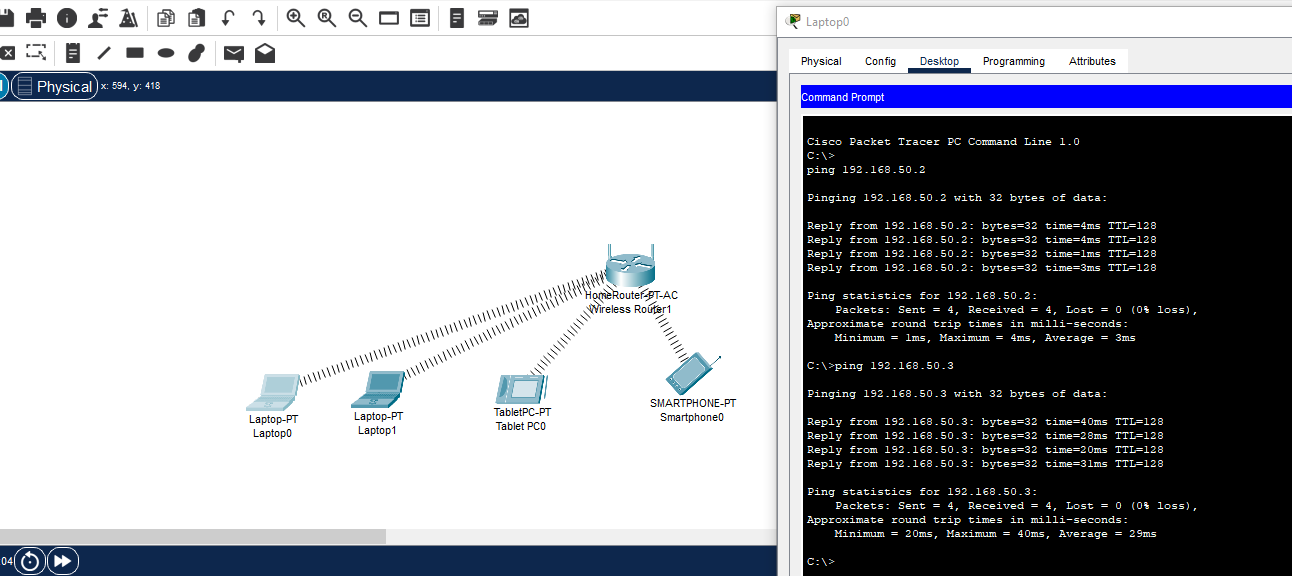 Physical
x: 594, y: 418
HomeRouter-PT-AC
Wireless Router1
Laptop-PT
Laptop0
Laptop-PT
Laptop1
TabletPC-PT
Tablet PC0
SMARTPHONE-PT
Smartphone0
:04
Laptop0
Physical Config Desktop Programming Attributes
Command Prompt
Cisco Packet Tracer PC Command Line 1.0
C:\>
ping 192.168.50.2
Pinging 192.168.50.2 with 32 bytes of data:
Reply from 192.168.50.2: bytes=32 time=4ms TTL=128
Reply from 192.168.50.2: bytes=32 time=4ms TTL=128
Reply from 192.168.50.2: bytes=32 time=1ms TTL=128
Reply from 192.168.50.2: bytes=32 time=3ms TTL=128
Ping statistics for 192.168.50.2:
Packets: Sent = 4, Received = 4, Lost = 0 (0% loss),
Approximate round trip times in milli-seconds:
Minimum = 1ms, Maximum = 4ms, Average = 3ms
C:\>ping 192.168.50.3
Pinging 192.168.50.3 with 32 bytes of data:
Reply from 192.168.50.3: bytes=32 time=40ms TTL=128
Reply from 192.168.50.3: bytes=32 time=28ms TTL=128
Reply from 192.168.50.3: bytes=32 time=20ms TTL=128
Reply from 192.168.50.3: bytes=32 time=31ms TTL=128
Ping statistics for 192.168.50.3:
Packets: Sent = 4, Received = 4, Lost = 0 (0% loss),
Approximate round trip times in milli-seconds:
Minimum = 20ms, Maximum = 40ms, Average = 29ms
C:\>